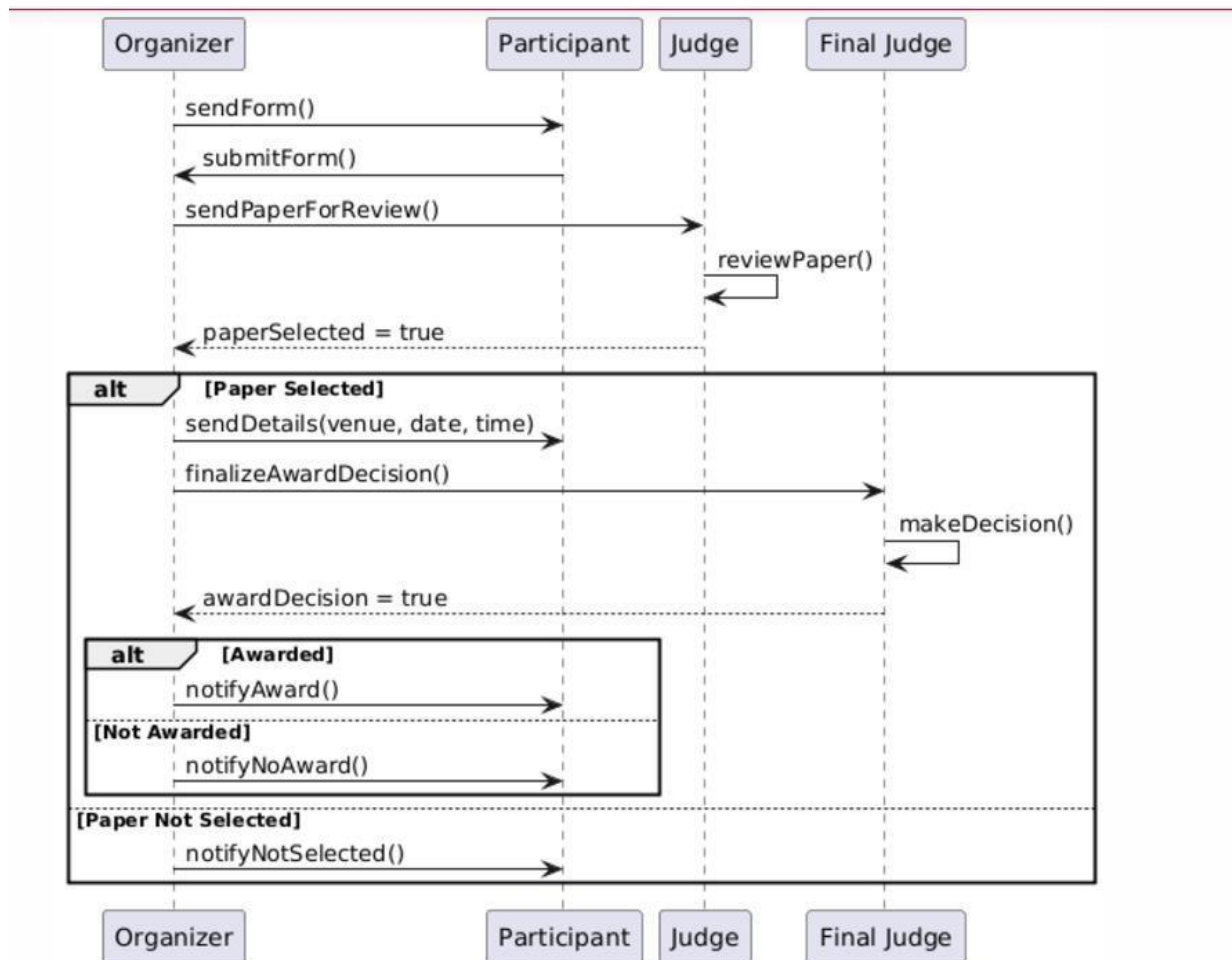 Organizer Participant Judge Final Judge
sendForm()
submitForm()
sendPaperForReview()
reviewPaper()
paperSelected = true
alt [Paper Selected]
sendDetails(venue, date, time)
finalizeAwardDecision()
makeDecision()
awardDecision = true
alt [Awarded]
notifyAward()
[Not Awarded]
notifyNoAward()
[Paper Not Selected]
notifyNotSelected()
Organizer Participant Judge Final Judge